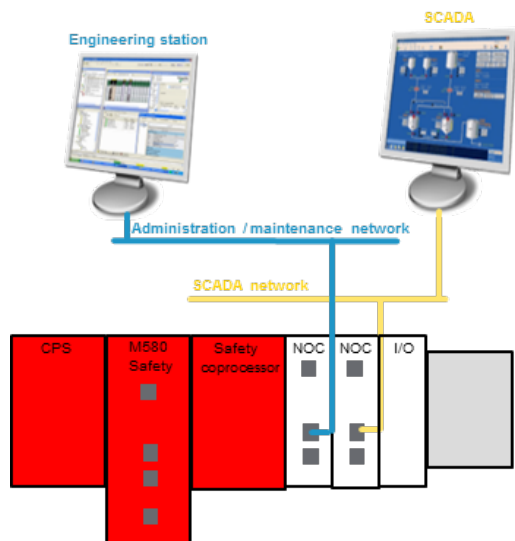 SCADA
Engineering station
Administration / maintenance network
SCADA network
CPS
M580
Safety
Safety
coprocessor
NOC
NOC
I/O